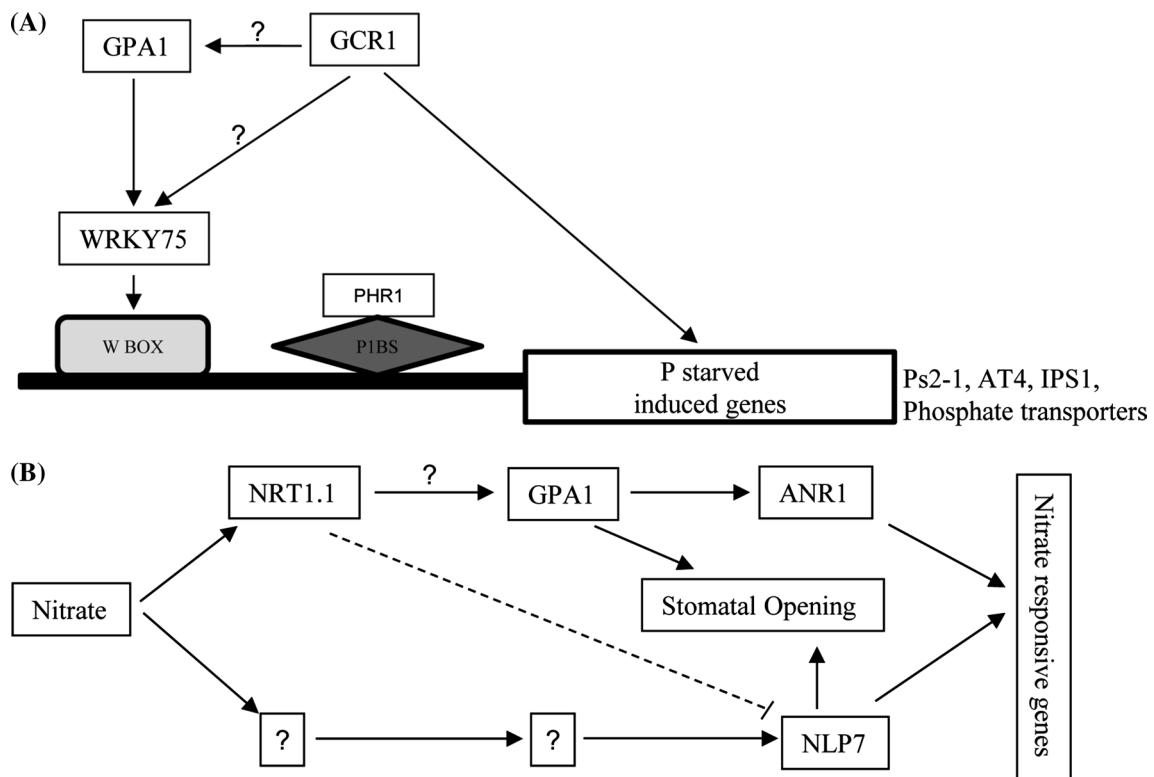 (A)
GPA1
?
GCR1
?
WRKY75
PHR1
W BOX
P1BS
P starved
induced genes
Ps2-1, AT4, IPS1,
Phosphate transporters
(B)
NRT1.1
?
GPA1
ANR1
Nitrate responsive genes
Nitrate
Stomatal Opening
?
?
NLP7